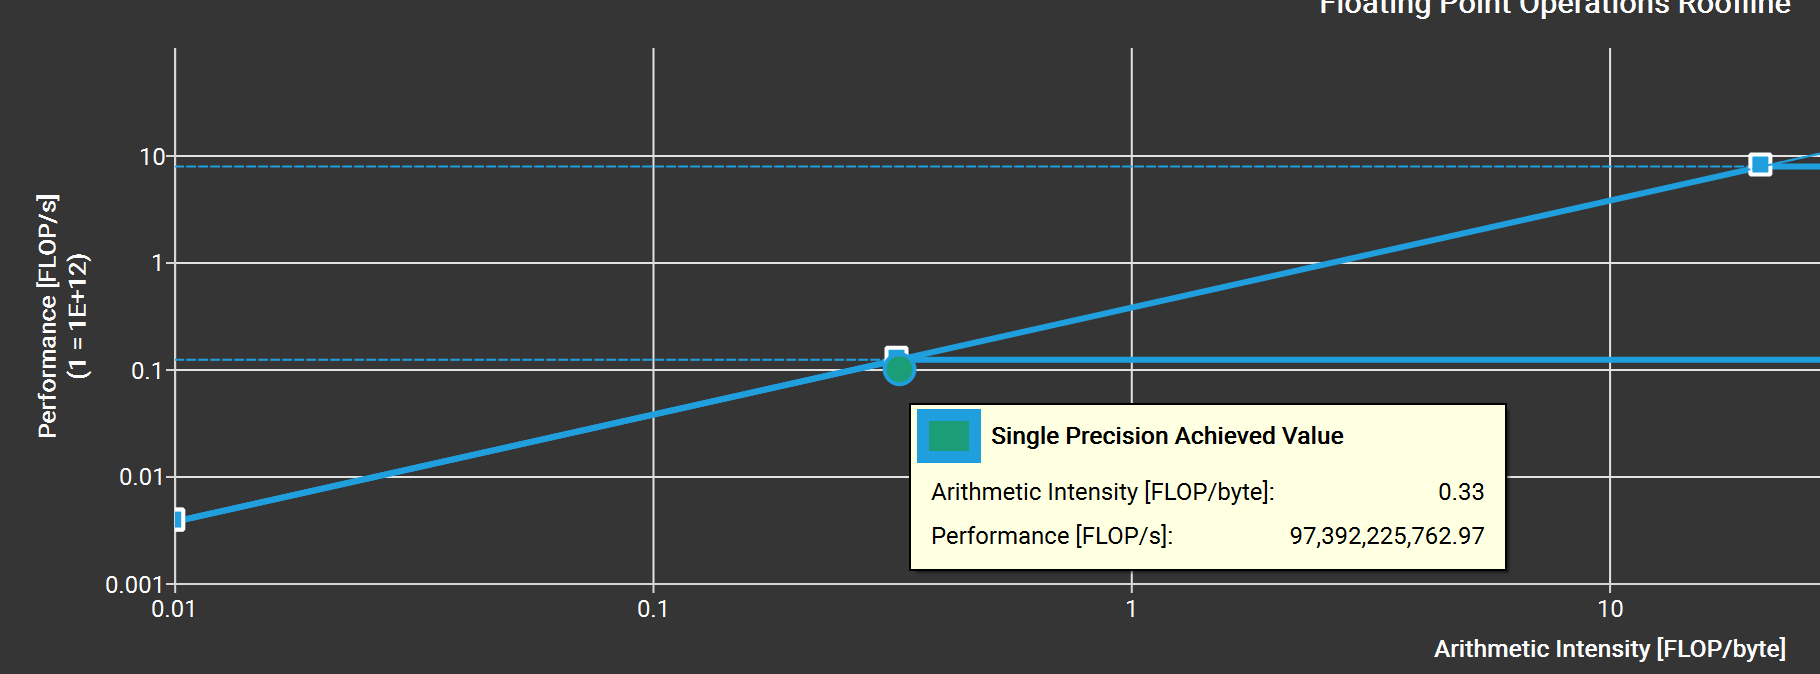 Floating Point Operations Roofline
Performance [FLOP/s]
(1 = 1E+12)
10
1
0.1
0.01
0.001
Single Precision Achieved Value
Arithmetic Intensity [FLOP/byte]: 0.33
Performance [FLOP/s]: 97,392,225,762.97
0.01 0.1 1 10
Arithmetic Intensity [FLOP/byte]